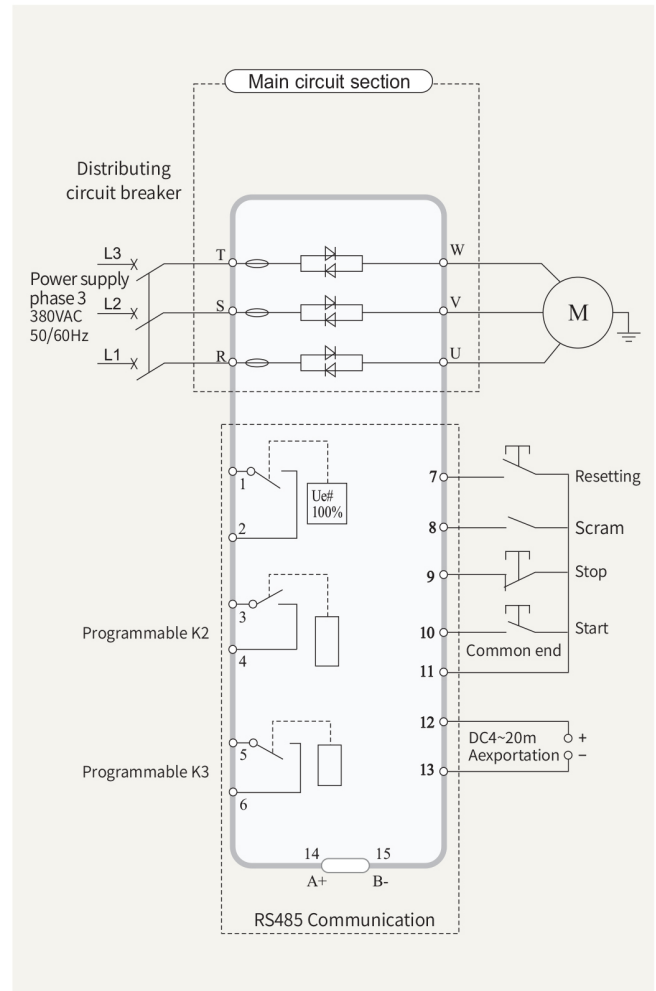 Main circuit section
Distributing
circuit breaker
L3
T
W
Power supply
phase 3
380VAC
50/60Hz
L2
S
V
M
L1
R
U
1
Ue#
100%
2
7
Resetting
8
Scram
3
9
Stop
Programmable K2
4
10
Start
Common end
11
5
12
DC4~20m
+
Programmable K3
Aexportation
−
6
13
14
15
A+
B-
RS485 Communication